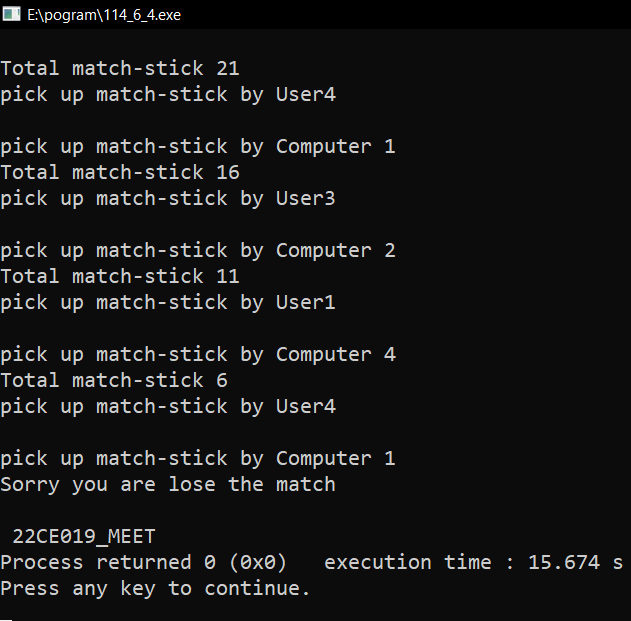 E:\pogram\114_6_4.exe
Total match-stick 21
pick up match-stick by User4
pick up match-stick by Computer 1
Total match-stick 16
pick up match-stick by User3
pick up match-stick by Computer 2
Total match-stick 11
pick up match-stick by User1
pick up match-stick by Computer 4
Total match-stick 6
pick up match-stick by User4
pick up match-stick by Computer 1
Sorry you are lose the match
22CE019_MEET
Process returned 0 (0x0)   execution time : 15.674 s
Press any key to continue.